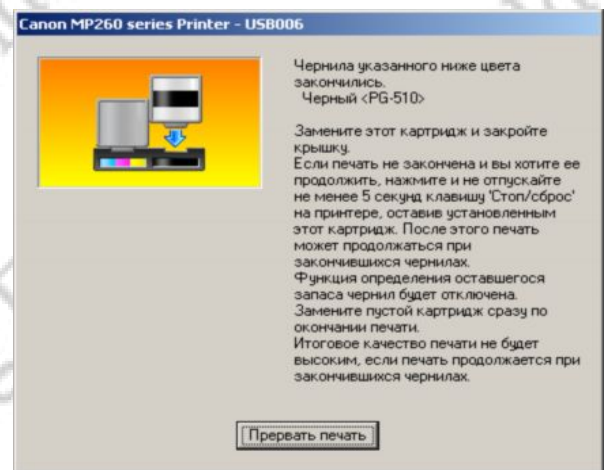 Canon MP260 series Printer - USB006
Чернила указанного ниже цвета
закончились.
Черный <PG-510>
Замените этот картридж и закройте
крышку.
Если печать не закончена и вы хотите ее
продолжить, нажмите и не отпускайте
не менее 5 секунд клавишу 'Стоп/сброс'
на принтере, оставив установленным
этот картридж. После этого печать
может продолжаться при
закончившихся чернилах.
Функция определения оставшегося
запаса чернил будет отключена.
Замените пустой картридж сразу по
окончании печати.
Итоговое качество печати не будет
высоким, если печать продолжается при
закончившихся чернилах.
Прервать печать